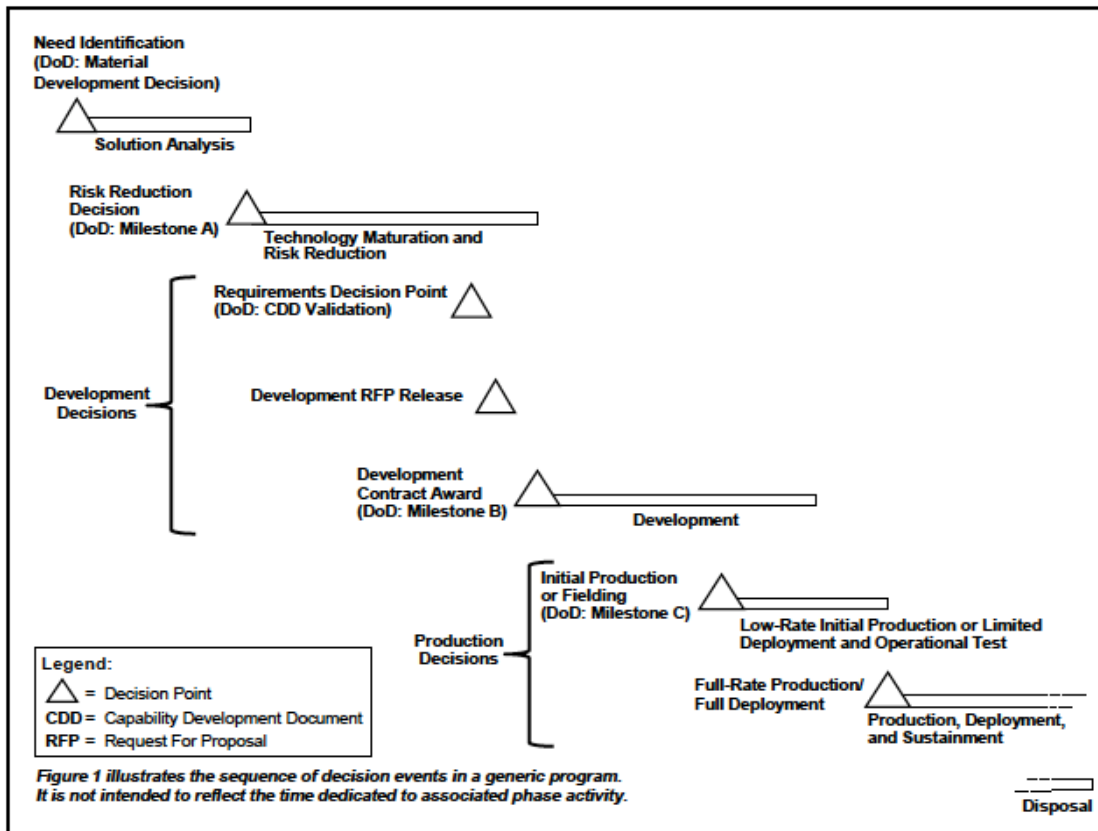 Need Identification
(DoD: Material
Development Decision)
Solution Analysis
Risk Reduction
Decision
(DoD: Milestone A)
Technology Maturation and
Risk Reduction
Requirements Decision Point
(DoD: CDD Validation)
Development
Decisions
Development RFP Release
Development
Contract Award
(DoD: Milestone B)
Development
Initial Production
or Fielding
(DoD: Milestone C)
Low-Rate Initial Production or Limited
Deployment and Operational Test
Production
Decisions
Full-Rate Production/
Full Deployment
Production, Deployment,
and Sustainment
Legend:
= Decision Point
CDD = Capability Development Document
RFP = Request For Proposal
Figure 1 illustrates the sequence of decision events in a generic program.
It is not intended to reflect the time dedicated to associated phase activity.
Disposal